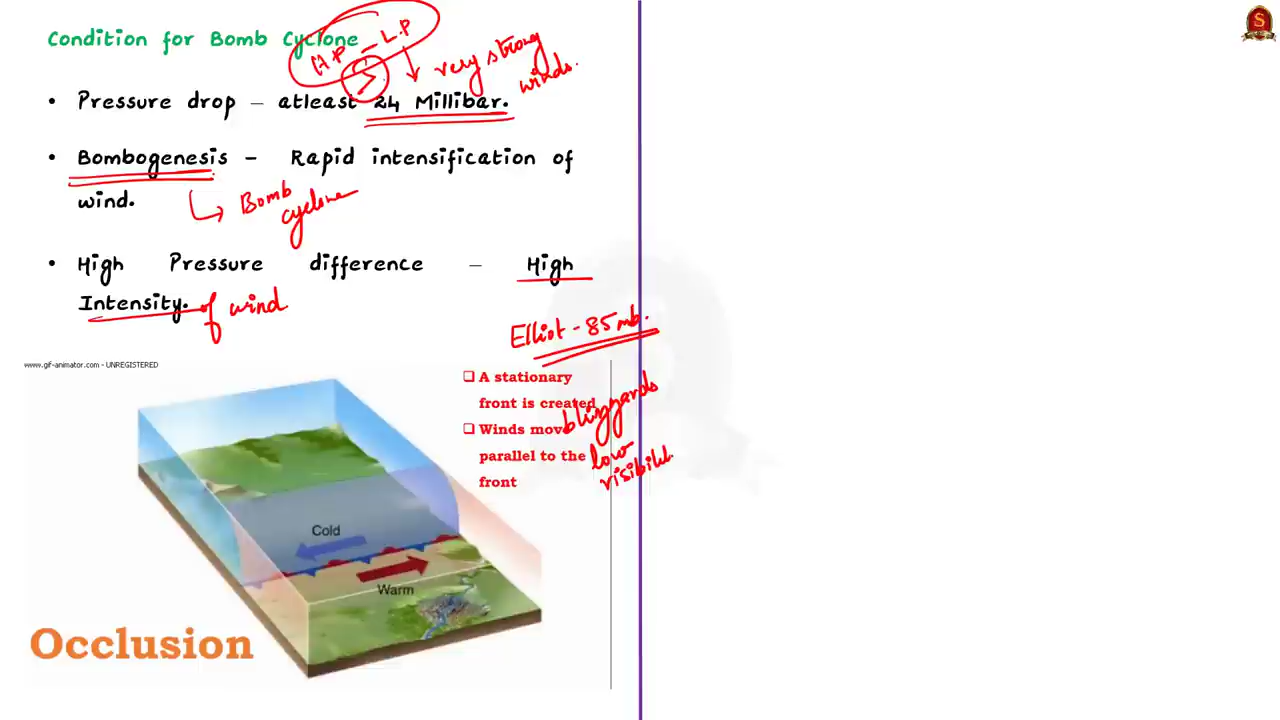 Condition for Bomb Cyclone
H.P - L.P
very strong
winds.
• Pressure drop – atleast 24 Millibar.
• Bombogenesis - Rapid intensification of
wind.
Bomb
cyclone
• High Pressure difference - High
Intensity. of wind
Elliot - 85 mb.
www.gif-animator.com - UNREGISTERED
❑ A stationary
front is created
❑ Winds move
parallel to the
front
blizzards
low
Cold
Warm
Occlusion
S